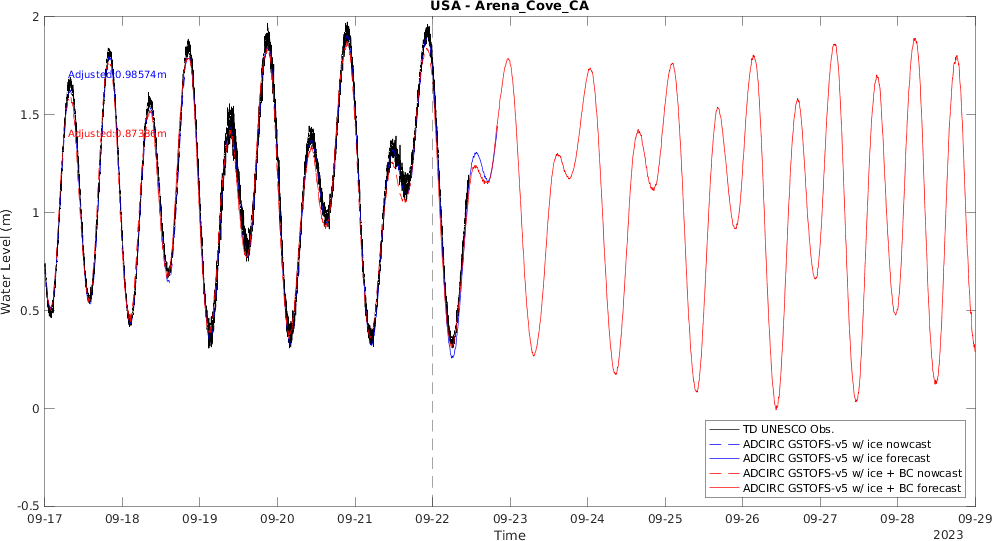 USA - Arena_Cove_CA
2
Adjusted:0.98574m
1.5
Adjusted:0.87336m
1
Water Level (m)
0.5
0
-0.5
TD UNESCO Obs.
ADCIRC GSTOFS-v5 w/ ice nowcast
ADCIRC GSTOFS-v5 w/ ice forecast
ADCIRC GSTOFS-v5 w/ ice + BC nowcast
ADCIRC GSTOFS-v5 w/ ice + BC forecast
09-17 09-18 09-19 09-20 09-21 09-22 09-23 09-24 09-25 09-26 09-27 09-28 09-29
Time
2023